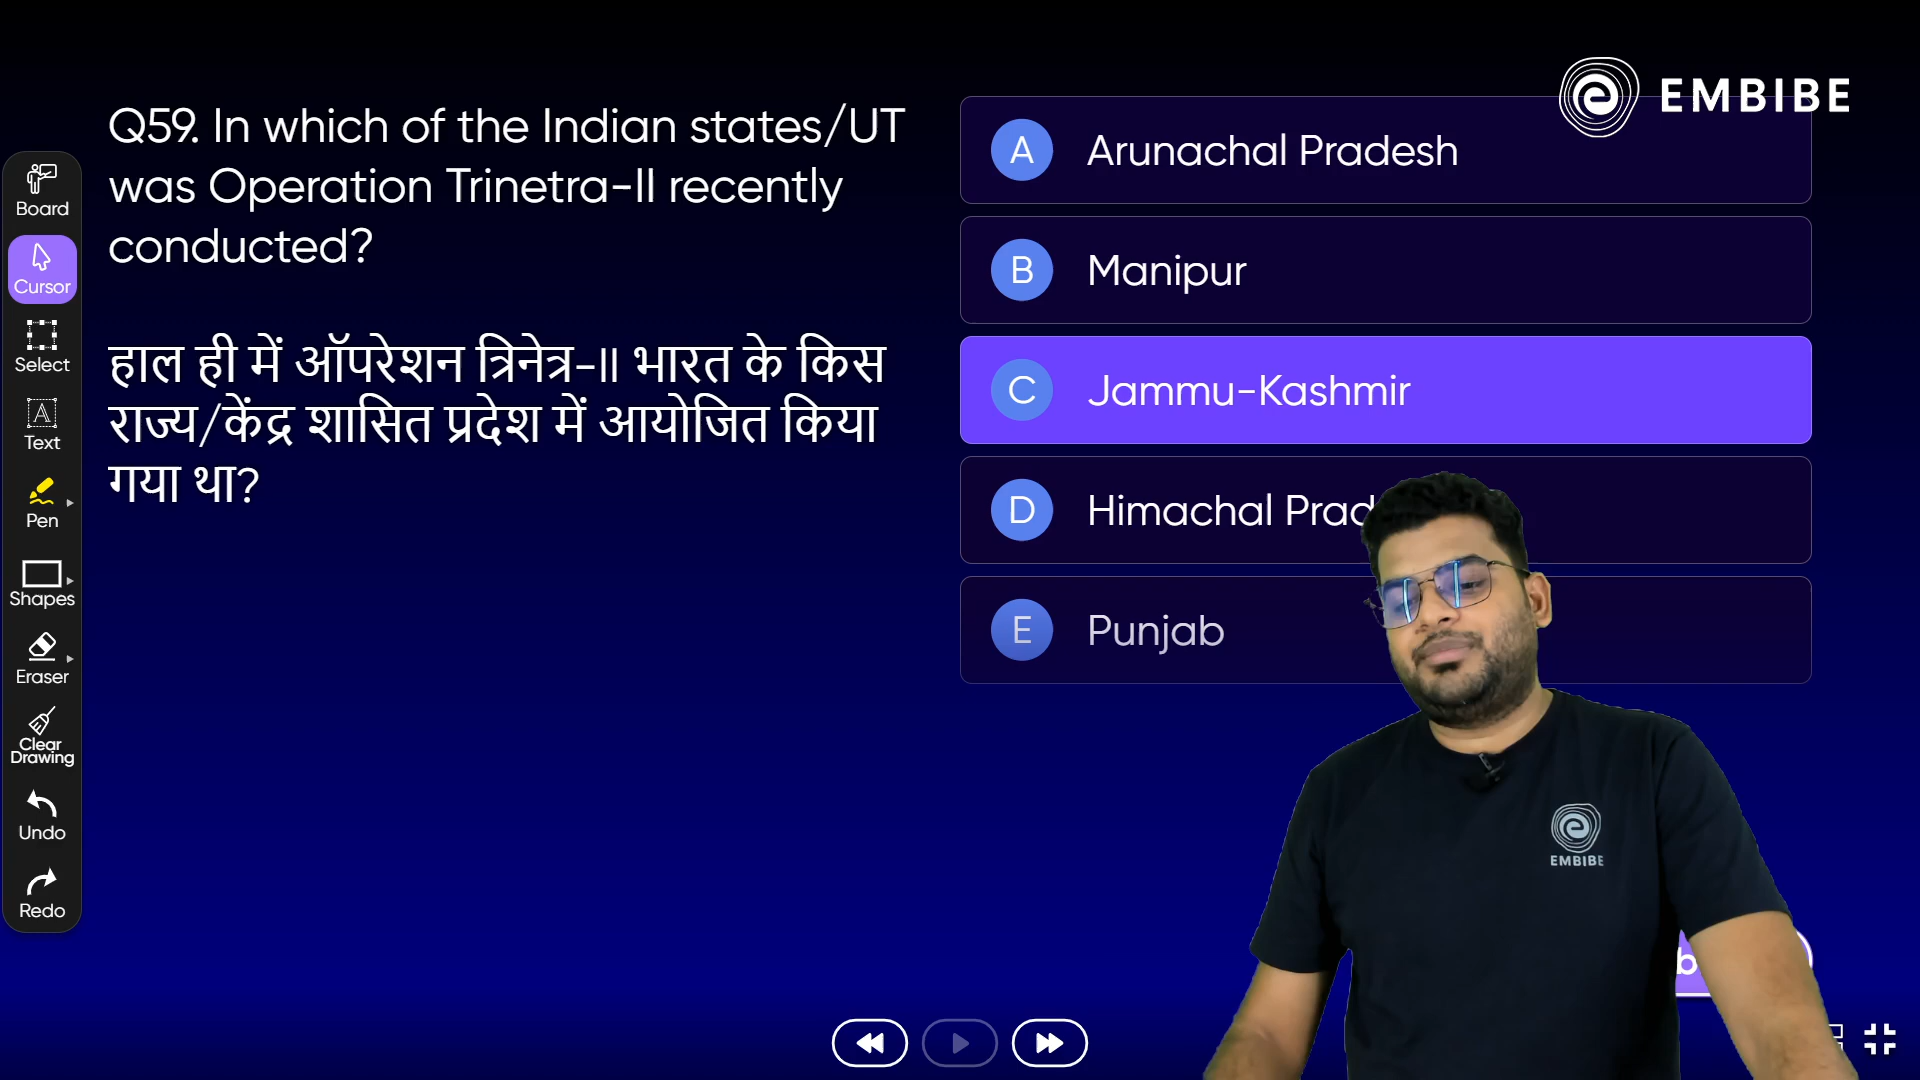 EMBIBE
Q59. In which of the Indian states/UT
was Operation Trinetra-II recently
conducted?
हाल ही में ऑपरेशन त्रिनेत्र-II भारत के किस
राज्य/केंद्र शासित प्रदेश में आयोजित किया
गया था?
A Arunachal Pradesh
B Manipur
C Jammu-Kashmir
D Himachal
E Punjab
Board
Cursor
Select
Text
Pen
Shapes
Eraser
Clear
Drawing
Undo
Redo
EMBIBE